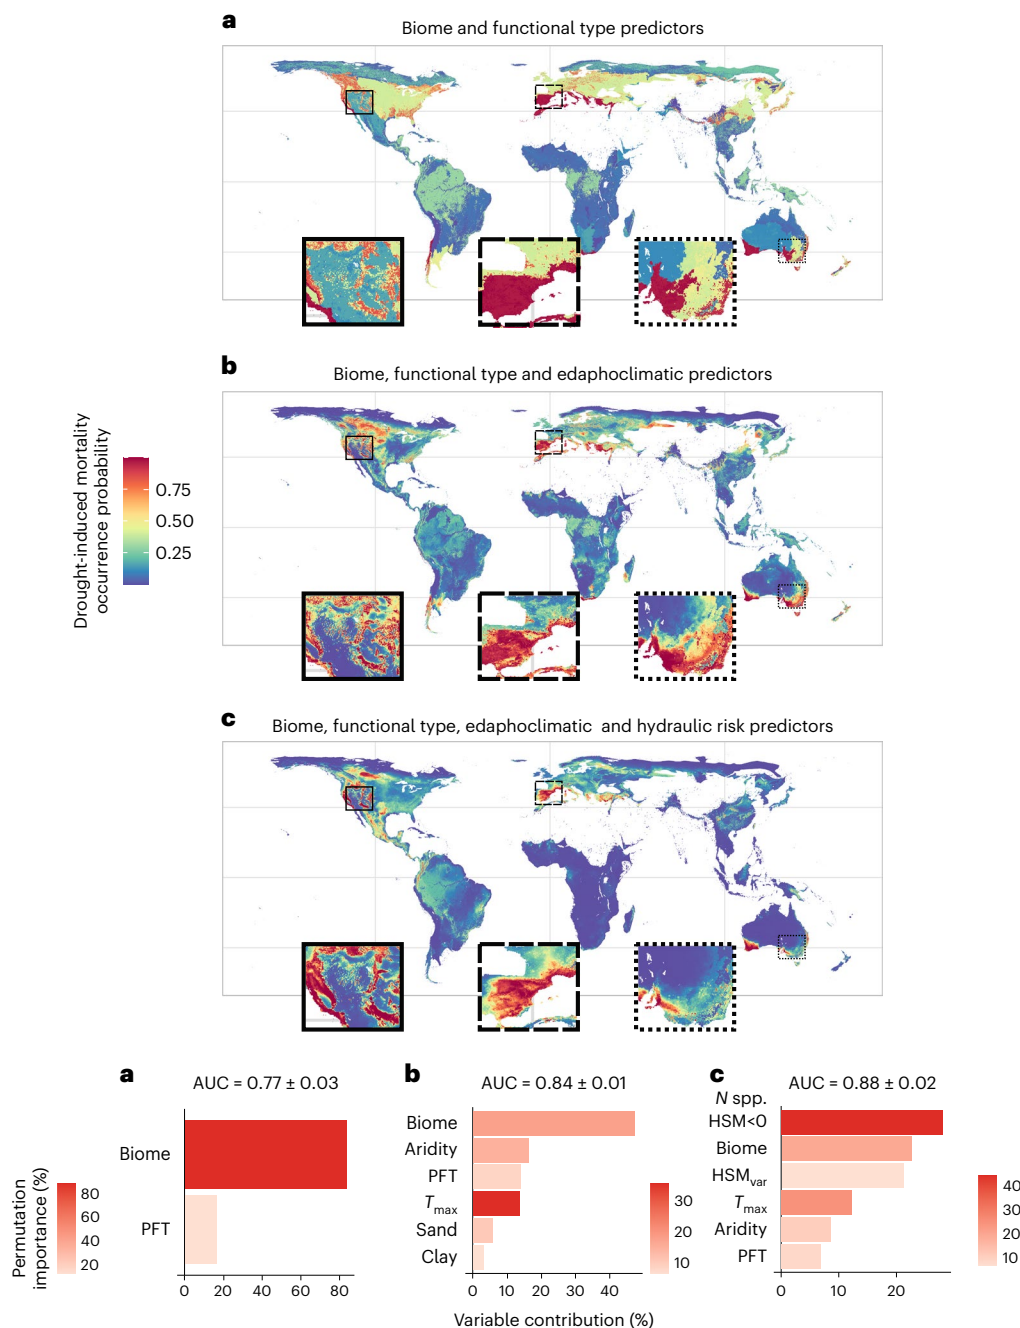 a
Biome and functional type predictors
b
Biome, functional type and edaphoclimatic predictors
Drought-induced mortality
occurrence probability
0.75
0.50
0.25
c
Biome, functional type, edaphoclimatic and hydraulic risk predictors
a
AUC = 0.77 ± 0.03
Biome
PFT
0 20 40 60 80
Permutation
importance (%)
80
60
40
20
b
AUC = 0.84 ± 0.01
Biome
Aridity
PFT
Tmax
Sand
Clay
0 10 20 30 40
30
20
10
Variable contribution (%)
c
AUC = 0.88 ± 0.02
N spp.
HSM<0
Biome
HSMvar
Tmax
Aridity
PFT
0 10 20
40
30
20
10